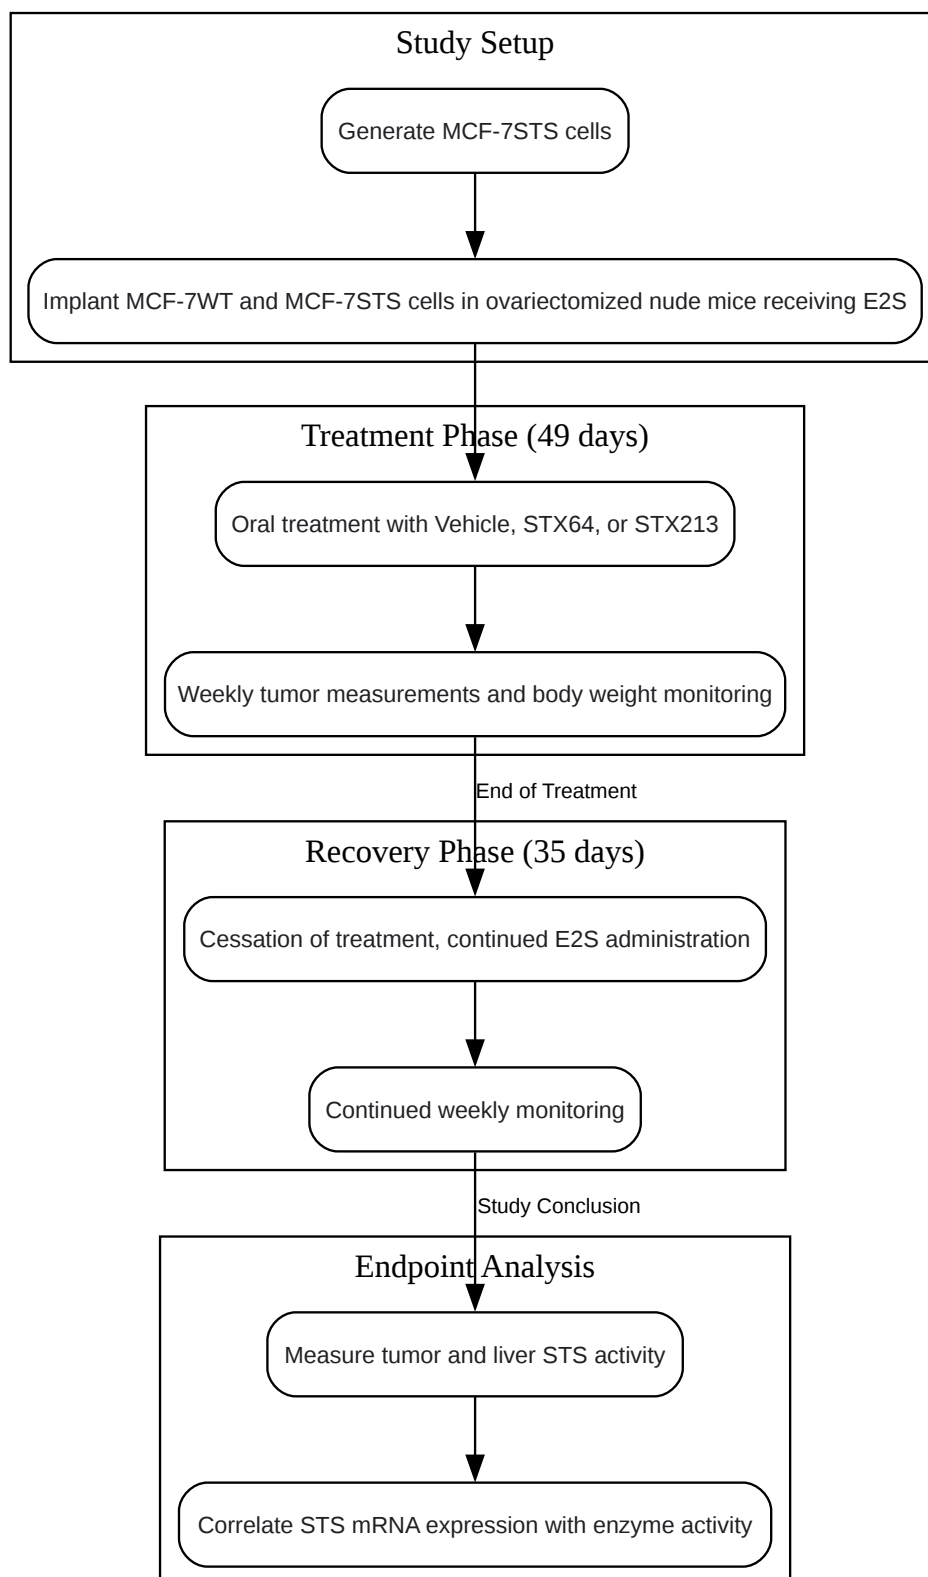 Study Setup
Generate MCF-7STS cells
Implant MCF-7WT and MCF-7STS cells in ovariectomized nude mice receiving E2S
Treatment Phase (49 days)
Oral treatment with Vehicle, STX64, or STX213
Weekly tumor measurements and body weight monitoring
End of Treatment
Recovery Phase (35 days)
Cessation of treatment, continued E2S administration
Continued weekly monitoring
Study Conclusion
Endpoint Analysis
Measure tumor and liver STS activity
Correlate STS mRNA expression with enzyme activity